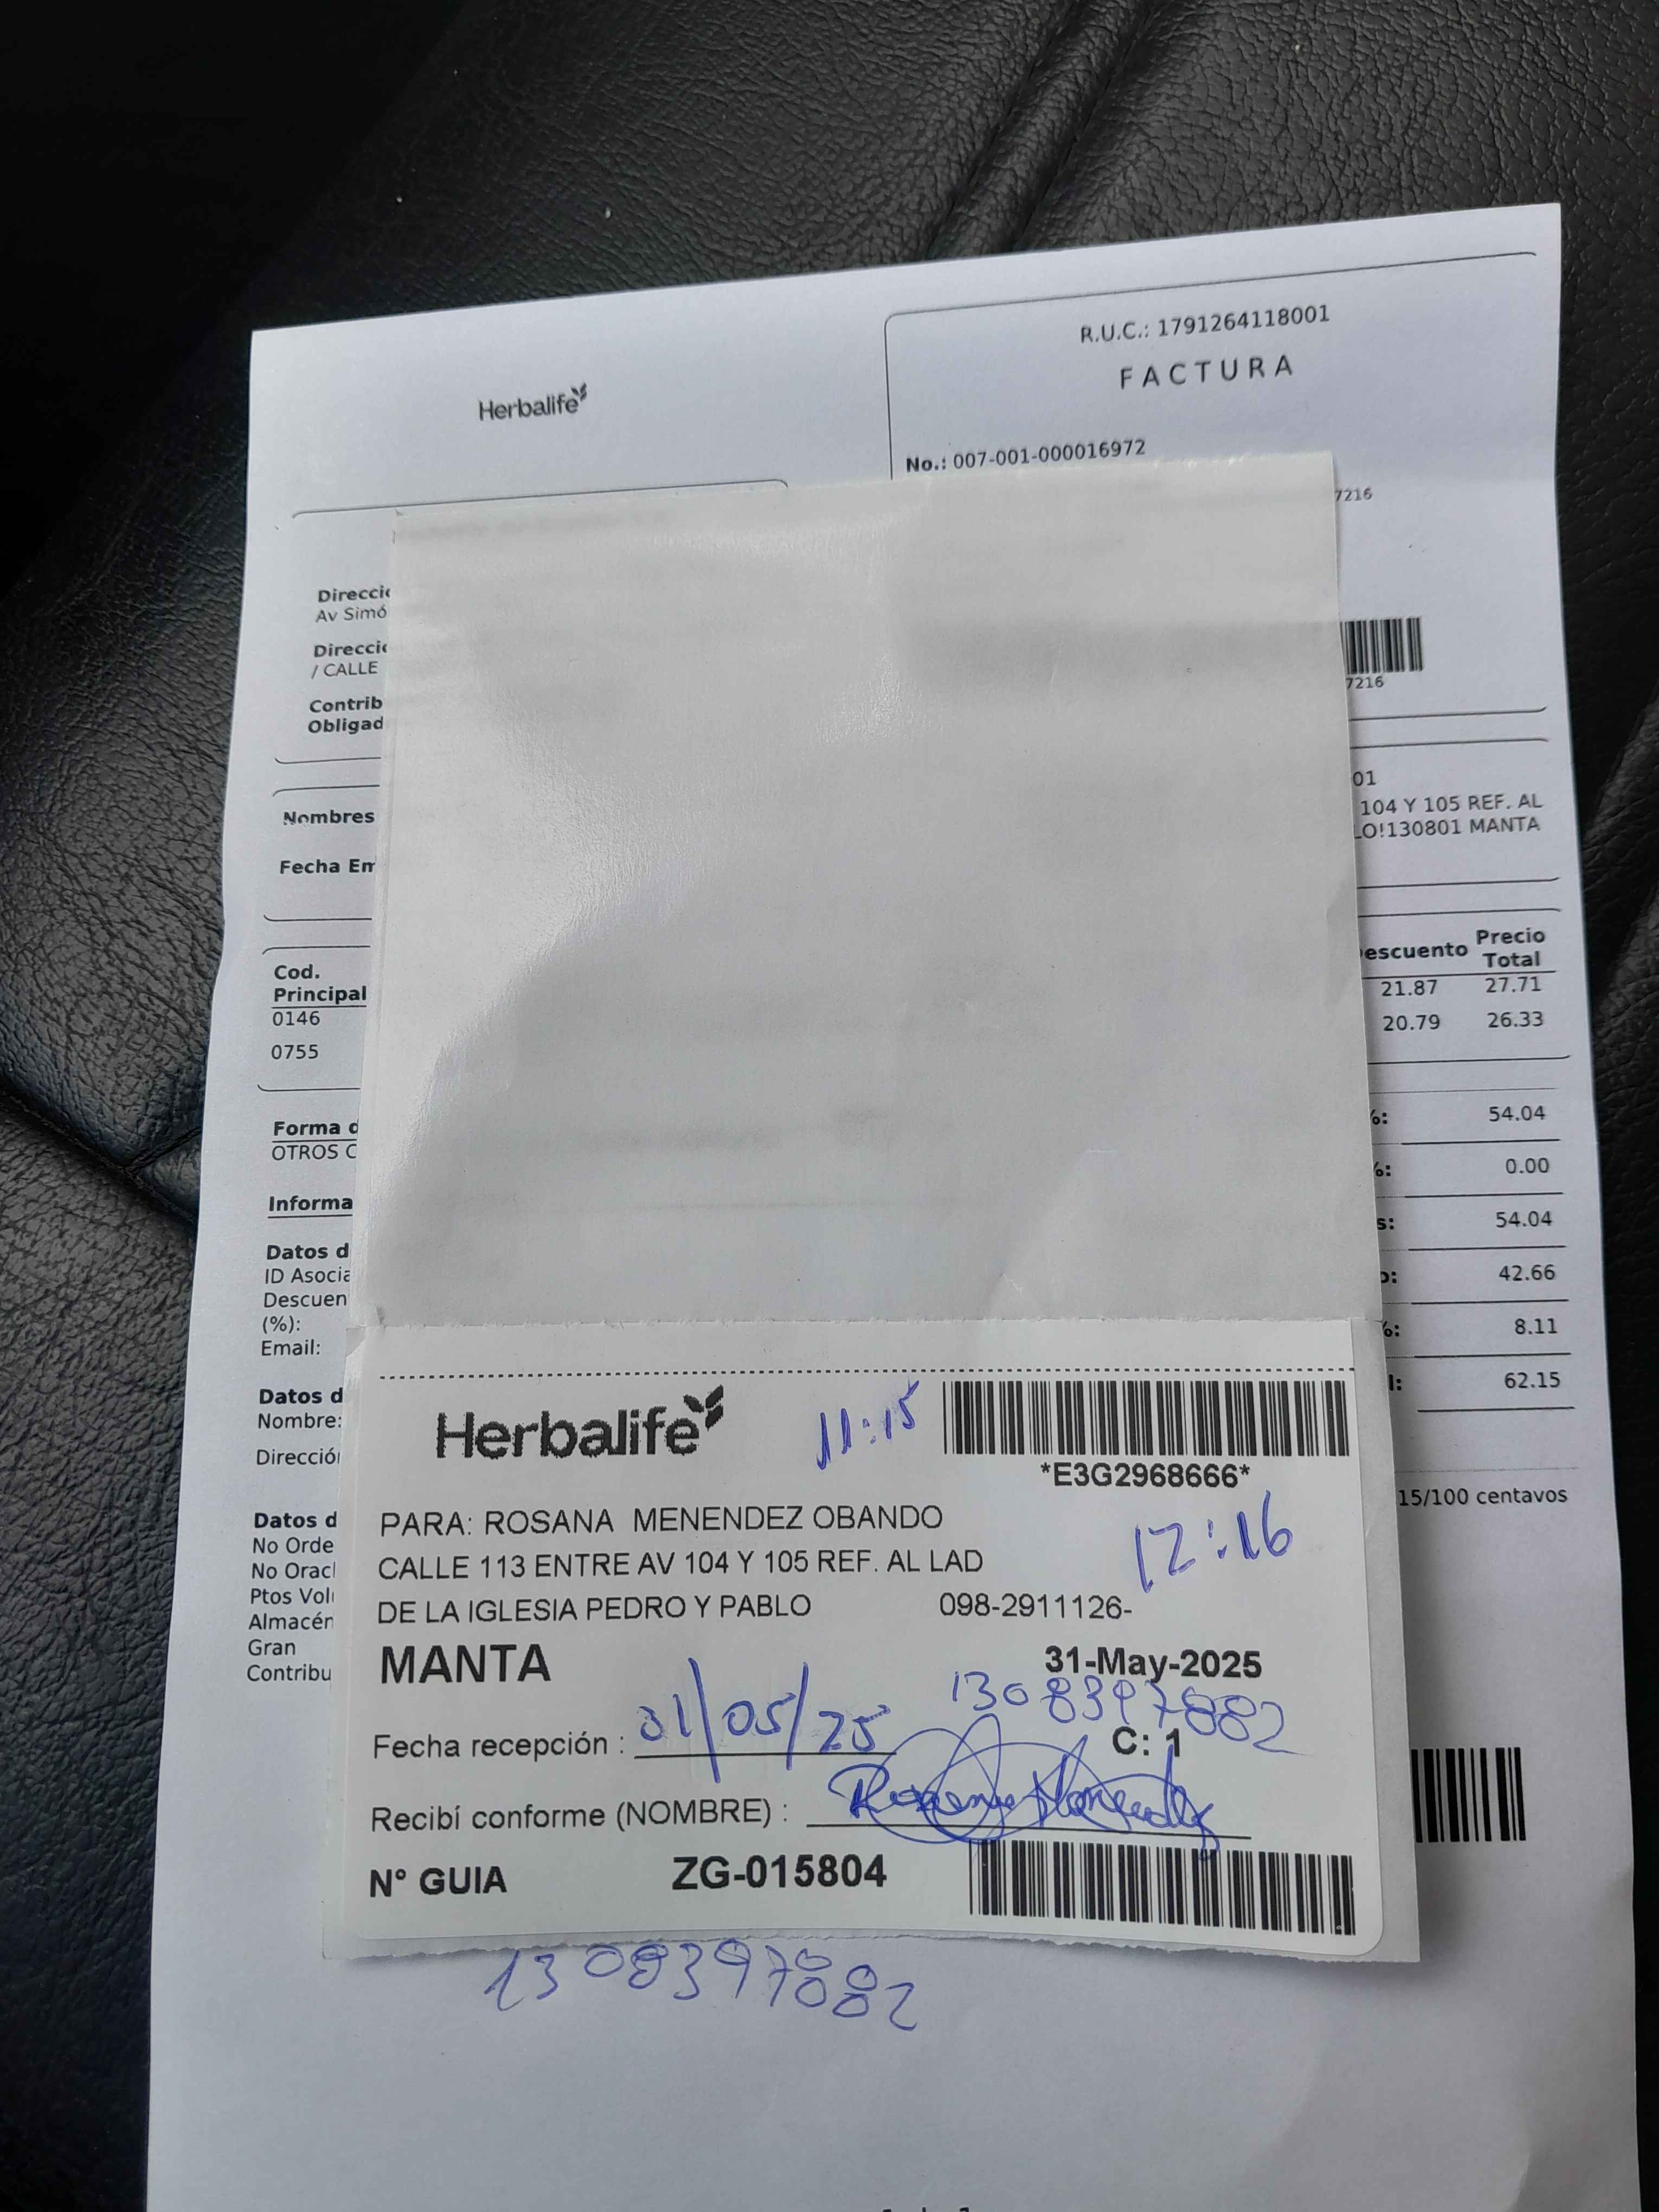 R.U.C.: 1791264118001
FACTURA
Herbalife
No.: 007-001-000016972
7216
Direcci
Av Simó
Direcci
/ CALLE
Contrib
Obligad
7216
Nombres
01
104 Y 105 REF. AL
LO!130801 MANTA
Fecha Em
Cod.
Principal
escuento Precio
Total
0146 21.87 27.71
0755 20.79 26.33
Forma d
OTROS C
%: 54.04
%: 0.00
Informa
s: 54.04
Datos d
ID Asocia
Descuen
(%):
Email:
o: 42.66
%: 8.11
l: 62.15
Datos d
Nombre:
Dirección
15/100 centavos
Datos d
No Orde
No Oracl
Ptos Vol
Almacén
Gran
Contribu
Herbalife 11:15
*E3G2968666*
PARA: ROSANA MENENDEZ OBANDO
12:16
CALLE 113 ENTRE AV 104 Y 105 REF. AL LAD
DE LA IGLESIA PEDRO Y PABLO 098-2911126-
MANTA 31-May-2025
1308397882
Fecha recepción : 31/05/25 C: 1
Recibí conforme (NOMBRE) : Rosana Menendez
N° GUIA ZG-015804
1308397882